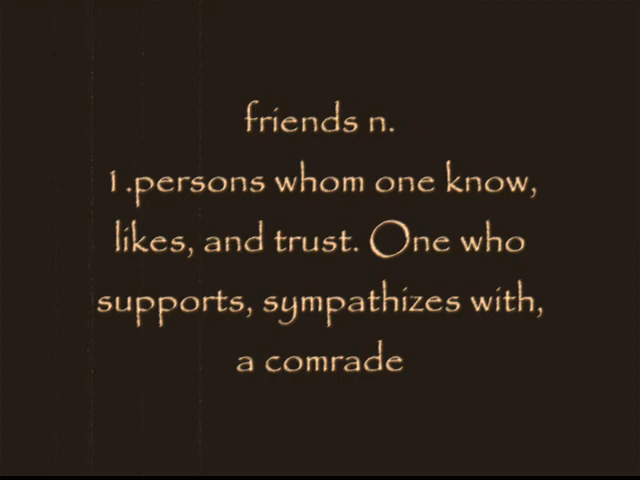 friends n.
1.persons whom one know,
likes, and trust. One who
supports, sympathizes with,
a comrade